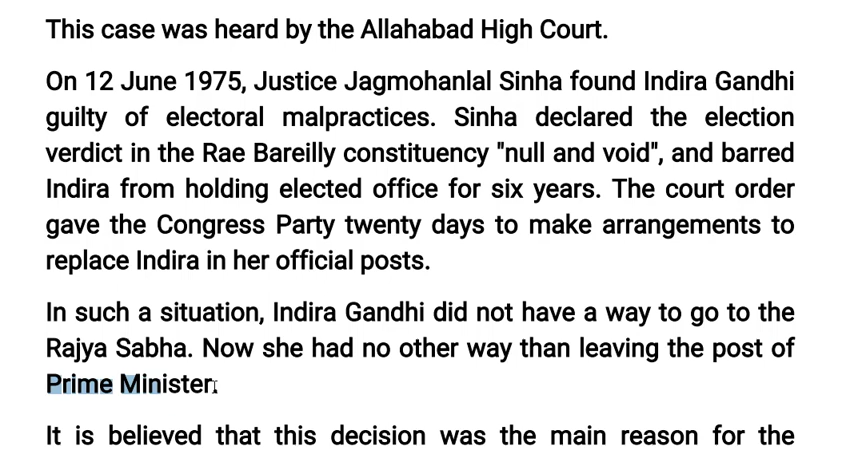 This case was heard by the Allahabad High Court.
On 12 June 1975, Justice Jagmohanlal Sinha found Indira Gandhi
guilty of electoral malpractices. Sinha declared the election
verdict in the Rae Bareilly constituency "null and void", and barred
Indira from holding elected office for six years. The court order
gave the Congress Party twenty days to make arrangements to
replace Indira in her official posts.
In such a situation, Indira Gandhi did not have a way to go to the
Rajya Sabha. Now she had no other way than leaving the post of
Prime Minister.
It is believed that this decision was the main reason for the